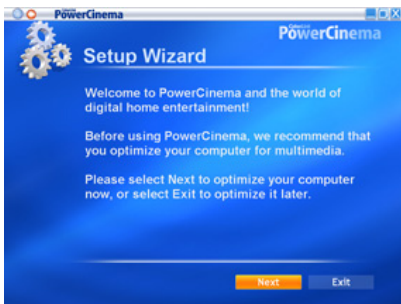 CyberLink
PowerCinema
CyberLink
PowerCinema
Setup Wizard
Welcome to PowerCinema and the world of
digital home entertainment!
Before using PowerCinema, we recommend that
you optimize your computer for multimedia.
Please select Next to optimize your computer
now, or select Exit to optimize it later.
Next Exit